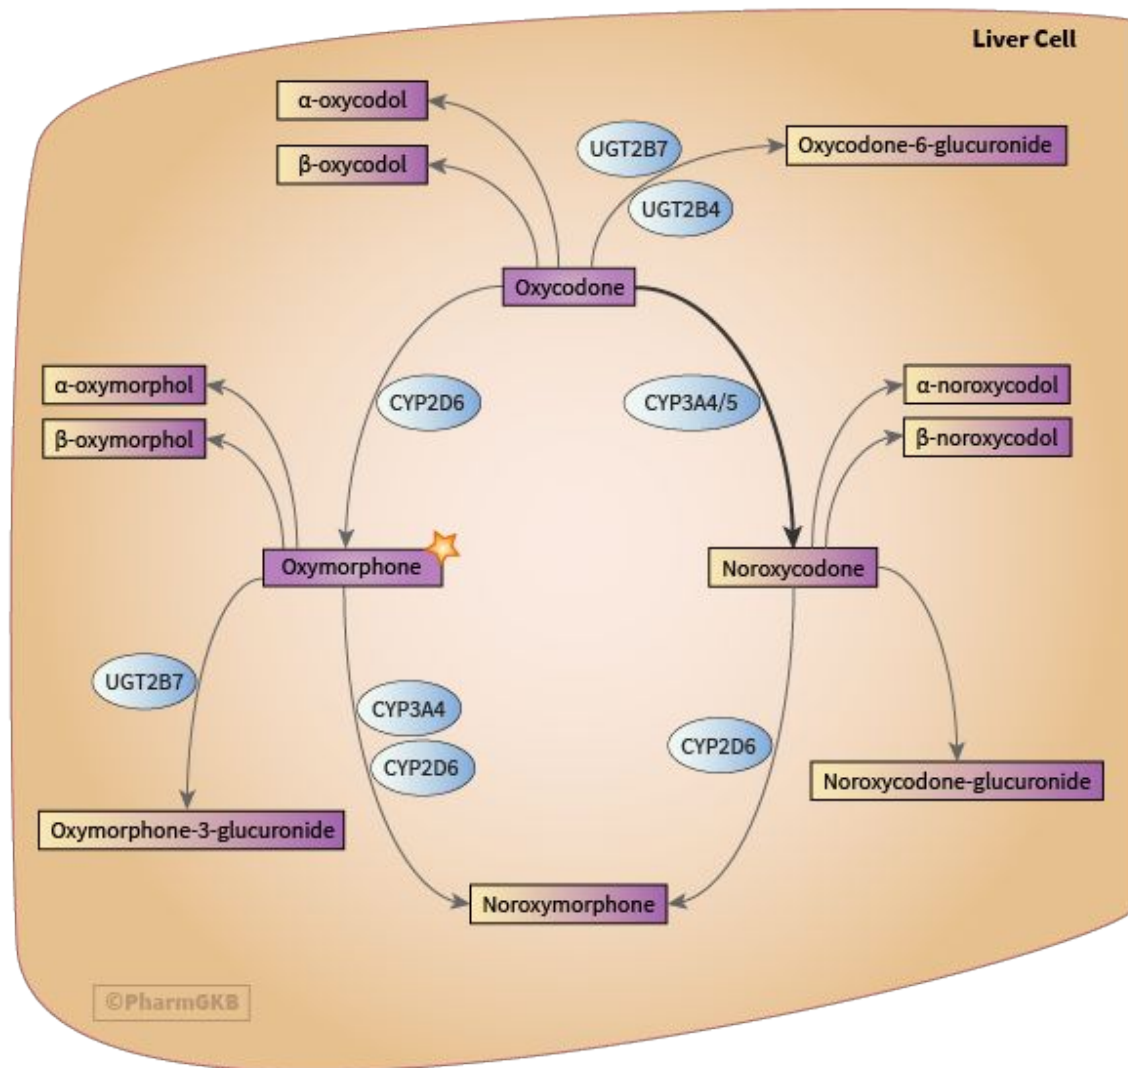 Liver Cell
α-oxycodol
β-oxycodol
UGT2B7
Oxycodone-6-glucuronide
UGT2B4
Oxycodone
α-oxymorphol
β-oxymorphol
CYP2D6
CYP3A4/5
α-noroxycodol
β-noroxycodol
Oxymorphone
Noroxycodone
UGT2B7
CYP3A4
CYP2D6
CYP2D6
Noroxycodone-glucuronide
Oxymorphone-3-glucuronide
Noroxymorphone
©PharmGKB